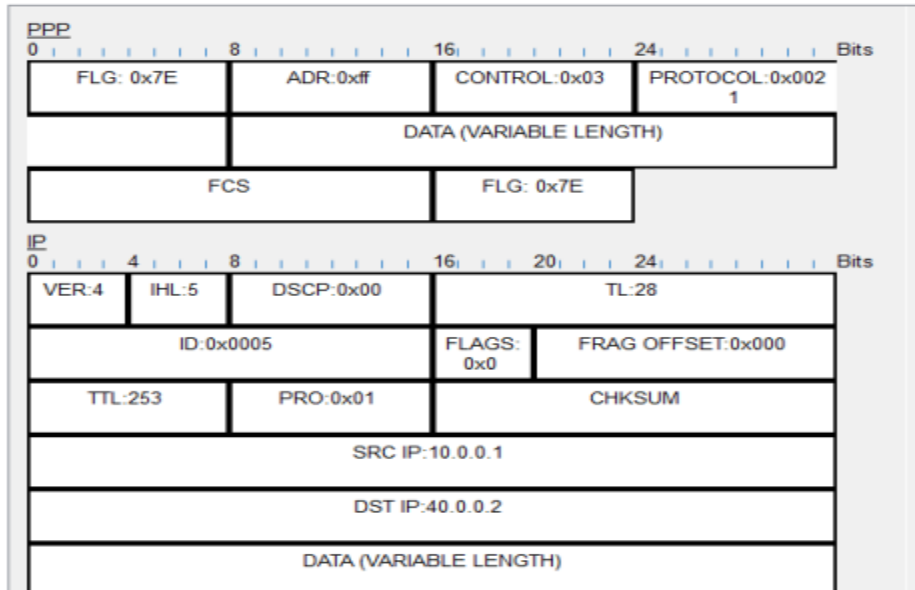 PPP
0 8 16 24 Bits
FLG: 0x7E ADR:0xff CONTROL:0x03 PROTOCOL:0x002
1
DATA (VARIABLE LENGTH)
FCS FLG: 0x7E
IP
0 4 8 16 20 24 Bits
VER:4 IHL:5 DSCP:0x00 TL:28
ID:0x0005 FLAGS: FRAG OFFSET:0x000
0x0
TTL:253 PRO:0x01 CHKSUM
SRC IP:10.0.0.1
DST IP:40.0.0.2
DATA (VARIABLE LENGTH)